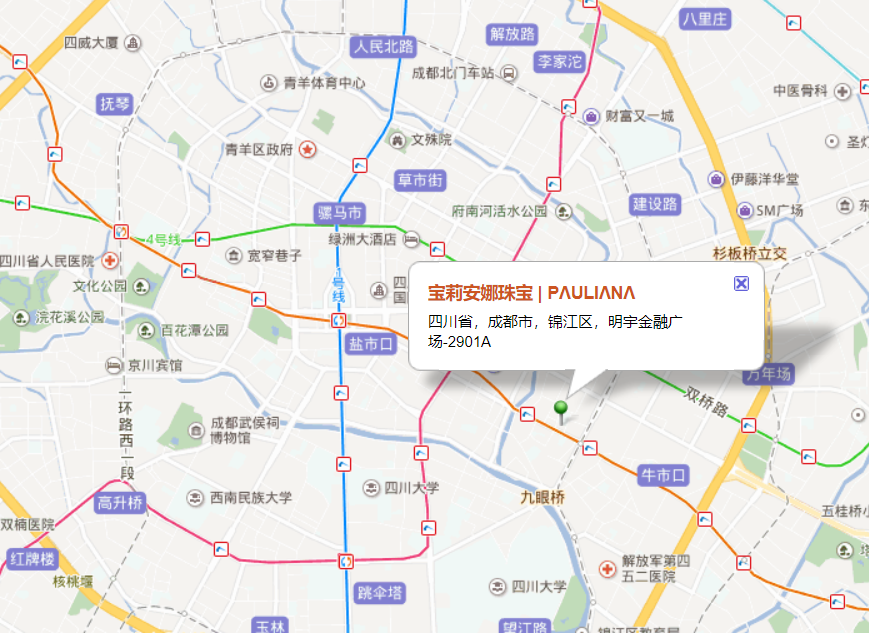 八里庄
解放路
四威大厦
人民北路
李家沱
成都北门车站
青羊体育中心
中医骨科
抚琴
财富又一城
文殊院
青羊区政府
草市街
伊藤洋华堂
建设路
骡马市
府南河活水公园
SM广场
4号线
绿洲大酒店
宽窄巷子
杉板桥立交
四川省人民医院
1号线
文化公园
宝莉安娜珠宝 | PΛULIΛNΛ
四川省，成都市，锦江区，明宇金融广
场-2901A
浣花溪公园
百花潭公园
盐市口
京川宾馆
万年场
双桥路
一环路西一段
成都武侯祠
博物馆
牛市口
四川大学
西南民族大学
九眼桥
高升桥
五桂桥
双楠医院
红牌楼
解放军第四
五二医院
核桃堰
跳伞塔
四川大学
玉林
望江路
锦江区教育局